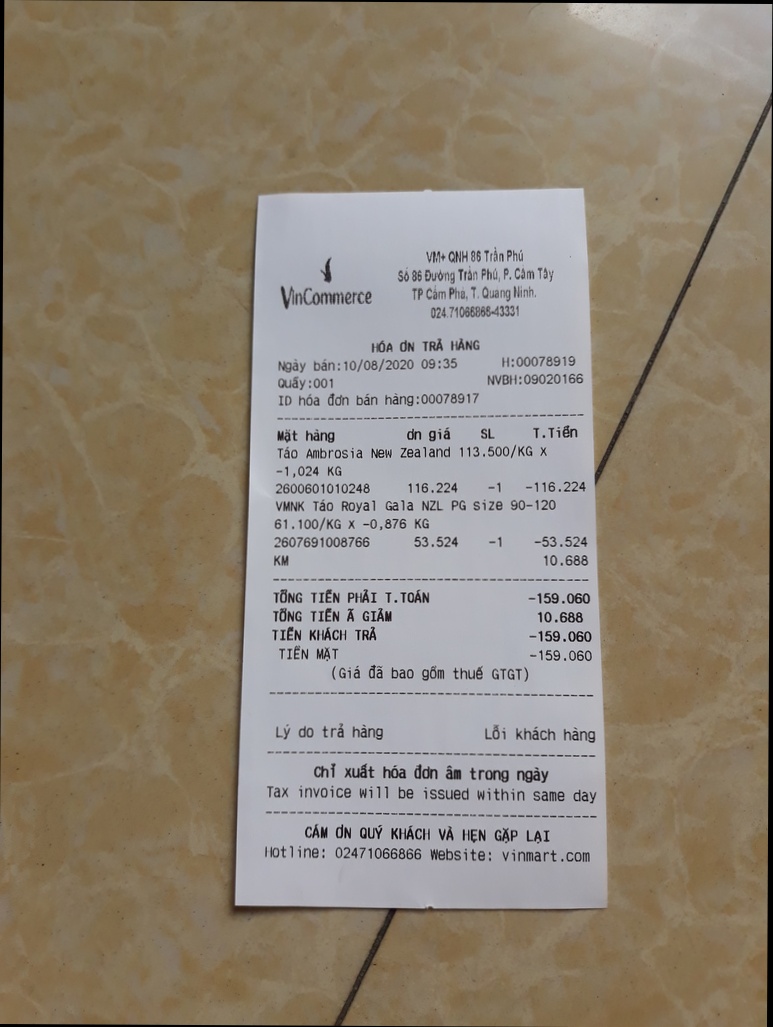 VinCommerce
VM+ QNH 86 Trần Phú
Số 86 Đường Trần Phú, P. Cẩm Tây
TP Cẩm Phả, T. Quảng Ninh.
024.71066866-43331
HÓA ƠN TRẢ HÀNG
Ngày bán:10/08/2020 09:35 H:00078919
Quầy:001 NVBH:09020166
ID hóa đơn bán hàng:00078917
Mặt hàng ơn giá SL T.Tiền
Táo Ambrosia New Zealand 113.500/KG X
-1,024 KG
2600601010248 116.224 -1 -116.224
VMNK Táo Royal Gala NZL PG size 90-120
61.100/KG X -0,876 KG
2607691008766 53.524 -1 -53.524
KM 10.688
TỔNG TIỀN PHẢI T.TOÁN -159.060
TỔNG TIỀN Ã GIẢM 10.688
TIỀN KHÁCH TRẢ -159.060
TIỀN MẶT -159.060
(Giá đã bao gồm thuế GTGT)
Lý do trả hàng Lỗi khách hàng
Chỉ xuất hóa đơn âm trong ngày
Tax invoice will be issued within same day
CÁM ƠN QUÝ KHÁCH VÀ HẸN GẶP LẠI
Hotline: 02471066866 Website: vinmart.com